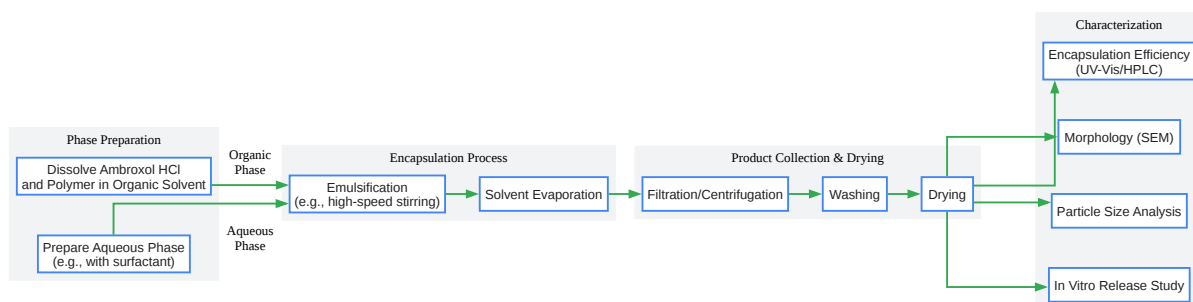 Phase Preparation
Dissolve Ambroxol HCl
and Polymer in Organic Solvent
Prepare Aqueous Phase
(e.g., with surfactant)
Organic
Phase
Aqueous
Phase
Encapsulation Process
Emulsification
(e.g., high-speed stirring)
Solvent Evaporation
Product Collection & Drying
Filtration/Centrifugation
Washing
Drying
Characterization
Encapsulation Efficiency
(UV-Vis/HPLC)
Morphology (SEM)
Particle Size Analysis
In Vitro Release Study